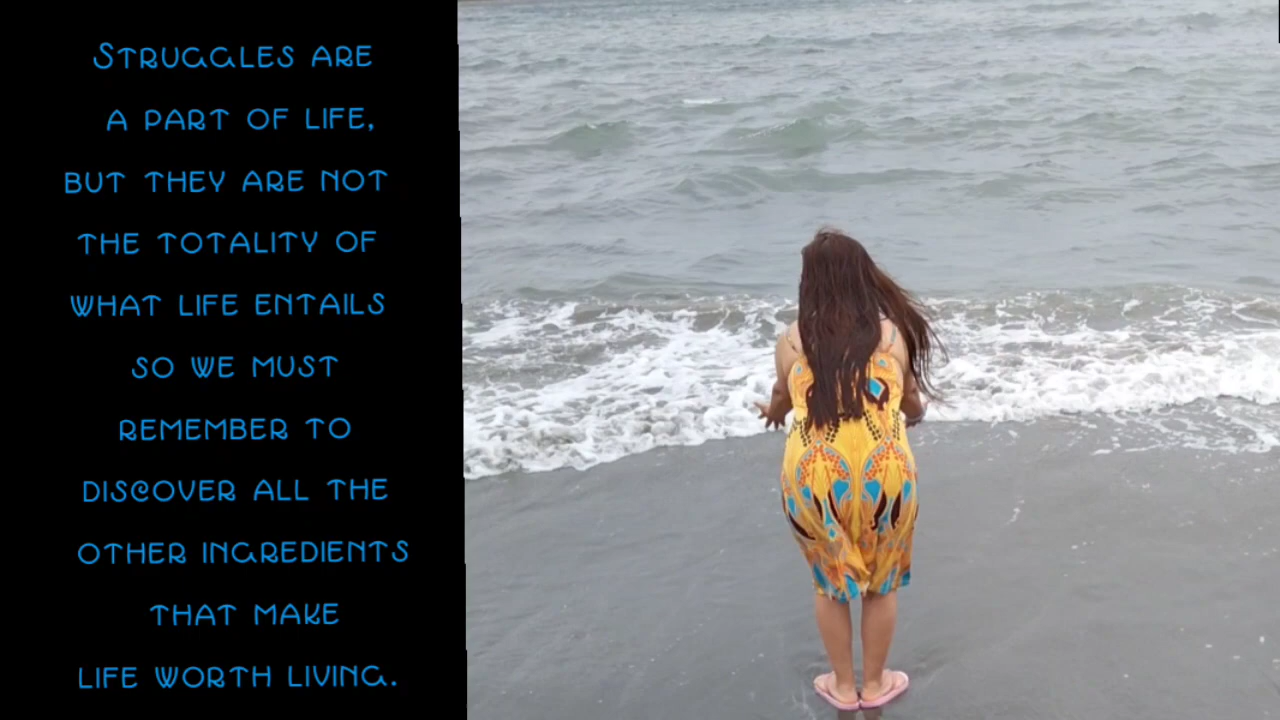 Struggles are
a part of life,
but they are not
the totality of
what life entails
so we must
remember to
discover all the
other ingredients
that make
life worth living.